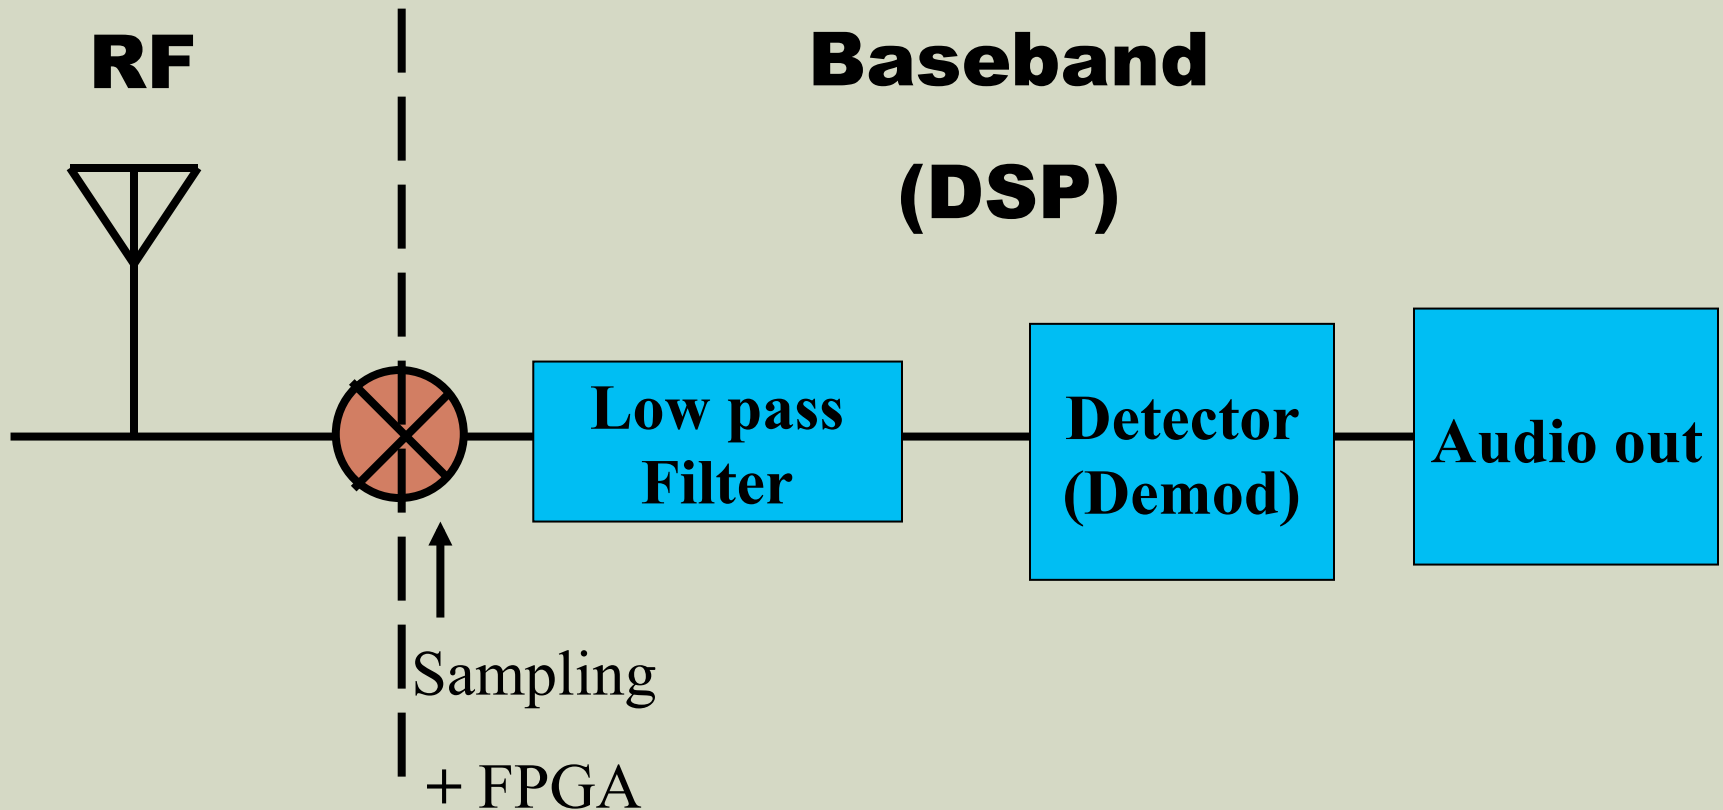 RF
Baseband
(DSP)
Low pass
Filter
Detector
(Demod)
Audio out
Sampling
+ FPGA